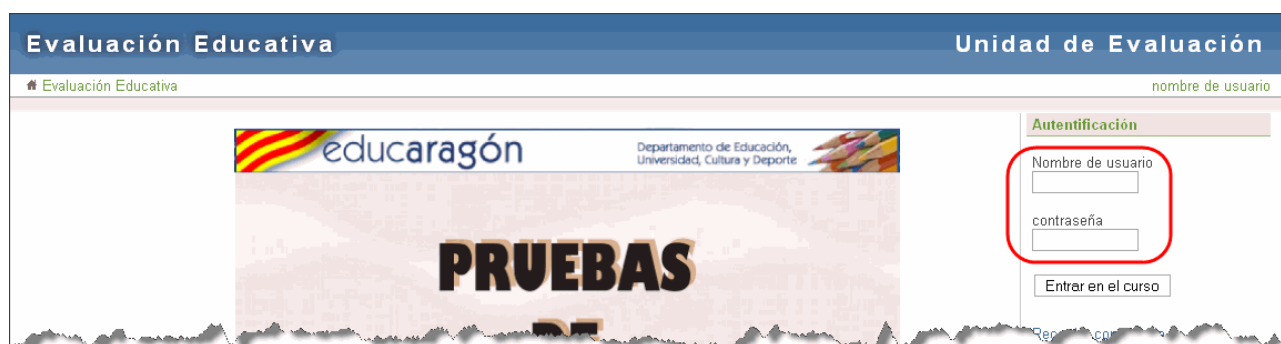 Evaluación Educativa
Unidad de Evaluación
Evaluación Educativa
nombre de usuario
educaragón
Departamento de Educación,
Universidad, Cultura y Deporte
PRUEBAS
DE
Autentificación
Nombre de usuario
contraseña
Entrar en el curso